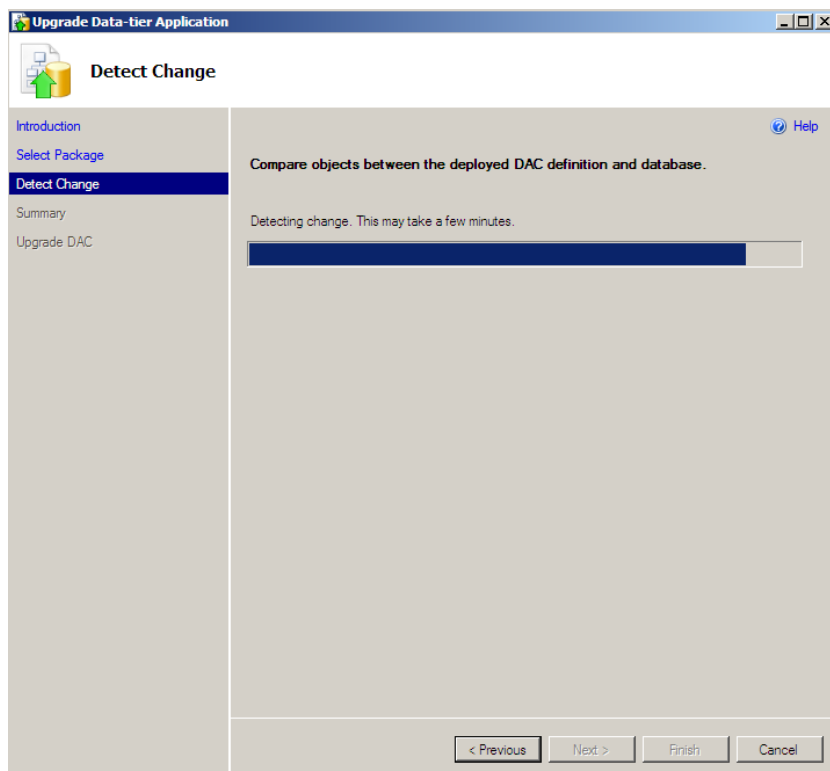 Upgrade Data-tier Application
Detect Change
Introduction
Select Package
Detect Change
Summary
Upgrade DAC
Help
Compare objects between the deployed DAC definition and database.
Detecting change. This may take a few minutes.
< Previous
Next >
Finish
Cancel